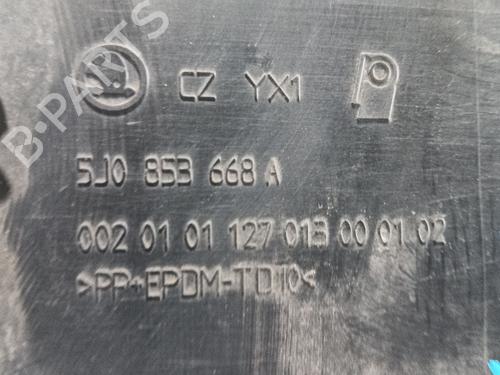 B-PARTS
CZ YX1
5J0 853 668 A
002 01 01 127 013 00 01 02
>PP+EPDM-TD10<